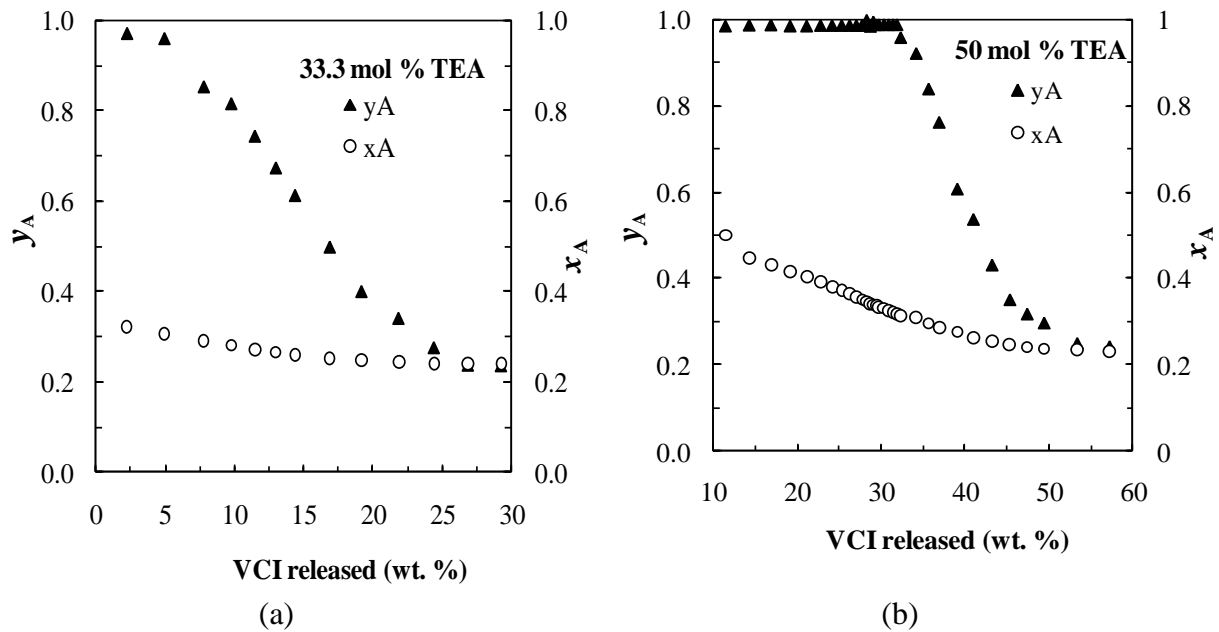 1.0
0.8
0.6
0.4
0.2
0.0
y_A
33.3 mol % TEA
yA
xA
1.0
0.8
0.6
0.4
0.2
0.0
x_A
0 5 10 15 20 25 30
VCI released (wt. %)
(a)
1.0
0.8
0.6
0.4
0.2
0.0
y_A
50 mol % TEA
yA
xA
1
0.8
0.6
0.4
0.2
0
x_A
10 20 30 40 50 60
VCI released (wt. %)
(b)